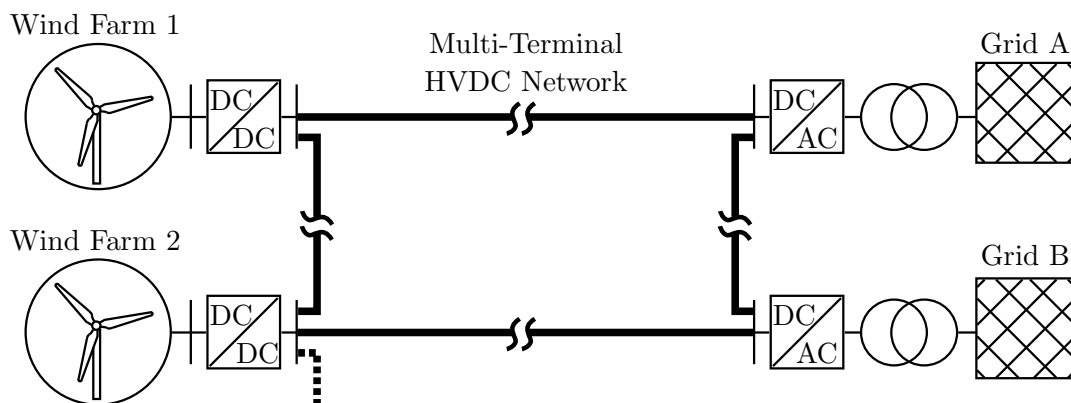 Wind Farm 1
Multi-Terminal
HVDC Network
Grid A
DC
DC
DC
AC
Wind Farm 2
Grid B
DC
DC
DC
AC